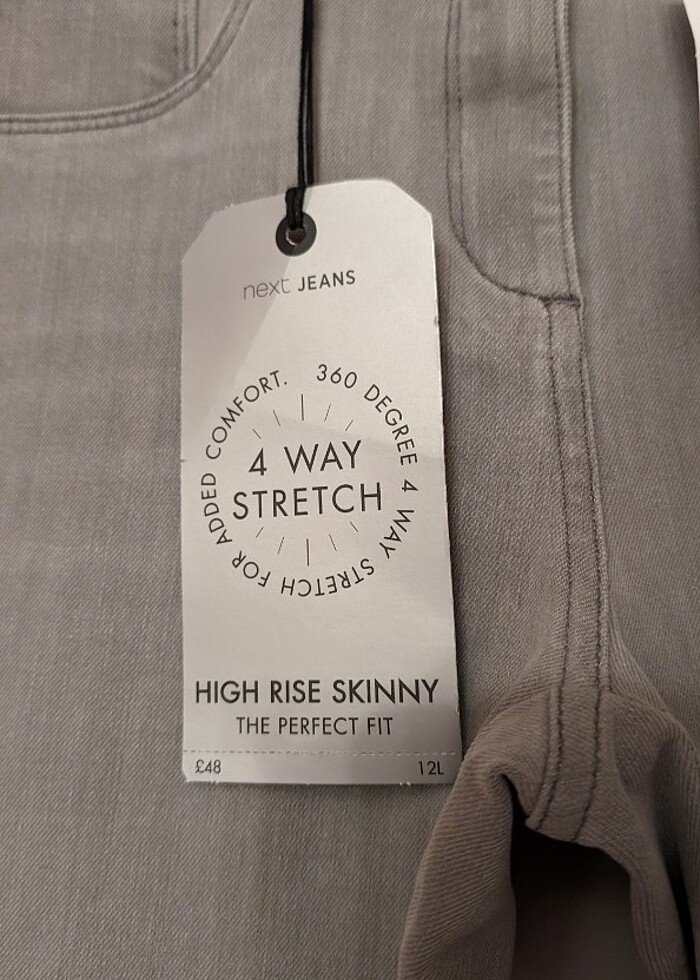 next JEANS
360 DEGREE 4 WAY STRETCH FOR ADDED COMFORT.
4 WAY
STRETCH
HIGH RISE SKINNY
THE PERFECT FIT
£48 12L